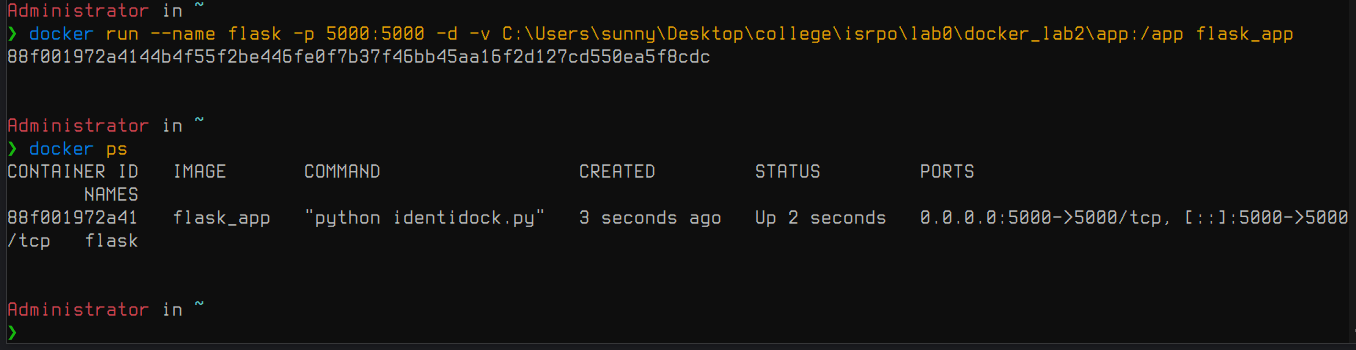 Administrator in ~
❯ docker run --name flask -p 5000:5000 -d -v C:\Users\sunny\Desktop\college\isrpo\lab0\docker_lab2\app:/app flask_app
88f001972a4144b4f55f2be446fe0f7b37f46bb45aa16f2d127cd550ea5f8cdc
Administrator in ~
❯ docker ps
CONTAINER ID   IMAGE       COMMAND                  CREATED         STATUS         PORTS
       NAMES
88f001972a41   flask_app   "python identidock.py"   3 seconds ago   Up 2 seconds   0.0.0.0:5000->5000/tcp, [::]:5000->5000
/tcp   flask
Administrator in ~
❯